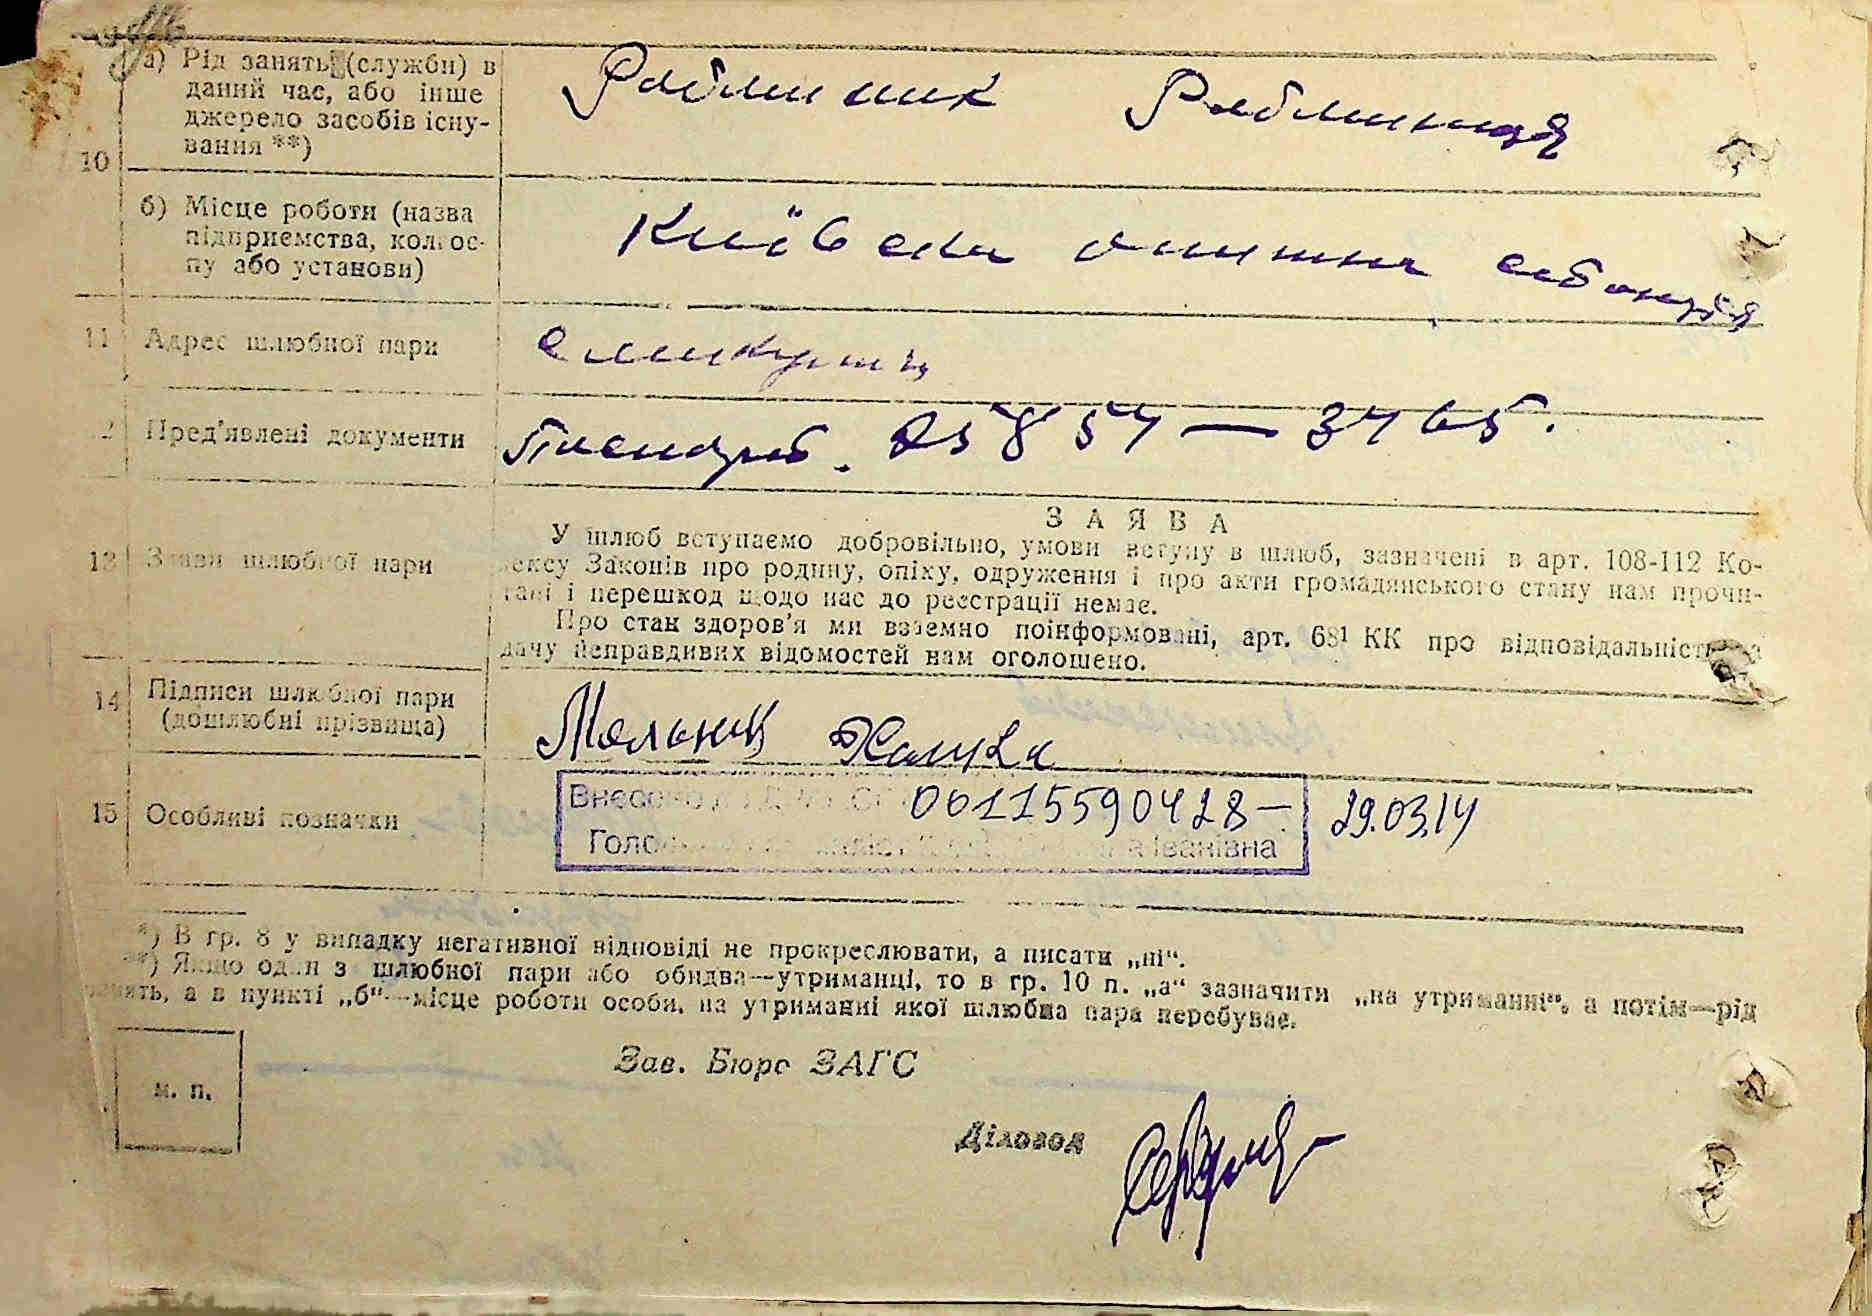 а) Рід занять (служби) в
даний час, або інше
джерело засобів існу-
вання **)
10
Робітник Робітниця
б) Місце роботи (назва
підприємства, колгос-
пу або установи)
Київська станція
11 Адрес шлюбної пари
12 Пред'явлені документи
854 — 3465.
13 Заяви шлюбної пари
ЗАЯВА
У шлюб вступаємо добровільно, умови вступу в шлюб, зазначені в арт. 108-112 Ко-
дексу Законів про родину, опіку, одруження і про акти громадянського стану нам прочи-
тані і перешкод щодо нас до реєстрації немає.
Про стан здоров'я ми взаємно поінформовані, арт. 68¹ КК про відповідальність
дачу неправдивих відомостей нам оголошено.
14 Підписи шлюбної пари
(дошлюбні прізвища)
Мельник
15 Особливі позначки
Внесено 00115590428— 29.03.14
Іванівна
*) В гр. 8 у випадку негативної відповіді не прокреслювати, а писати „ні“.
**) Якщо один з шлюбної пари або обидва—утриманці, то в гр. 10 п. „а“ зазначити „на утриманні“, а потім—рід
занять, а в пункті „б“—місце роботи особи, на утриманні якої шлюбна пара перебуває.
Зав. Бюро ЗАГС
м. п.
Діловод